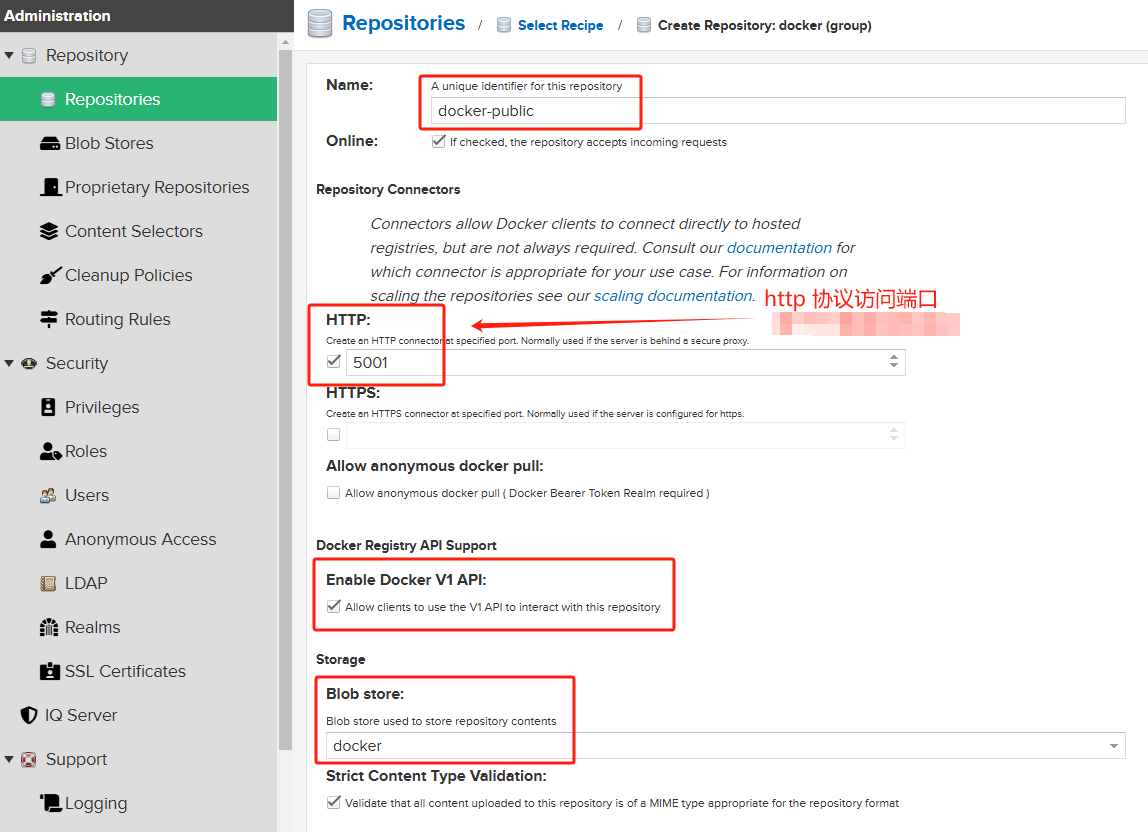 Administration
Repository
Repositories
Blob Stores
Proprietary Repositories
Content Selectors
Cleanup Policies
Routing Rules
Security
Privileges
Roles
Users
Anonymous Access
LDAP
Realms
SSL Certificates
IQ Server
Support
Logging
Repositories / Select Recipe / Create Repository: docker (group)
Name:
A unique identifier for this repository
docker-public
Online:
If checked, the repository accepts incoming requests
Repository Connectors
Connectors allow Docker clients to connect directly to hosted
registries, but are not always required. Consult our documentation for
which connector is appropriate for your use case. For information on
scaling the repositories see our scaling documentation.
http 协议访问端口
HTTP:
Create an HTTP connector at specified port. Normally used if the server is behind a secure proxy.
5001
HTTPS:
Create an HTTPS connector at specified port. Normally used if the server is configured for https.
Allow anonymous docker pull:
Allow anonymous docker pull ( Docker Bearer Token Realm required )
Docker Registry API Support
Enable Docker V1 API:
Allow clients to use the V1 API to interact with this repository
Storage
Blob store:
Blob store used to store repository contents
docker
Strict Content Type Validation:
Validate that all content uploaded to this repository is of a MIME type appropriate for the repository format